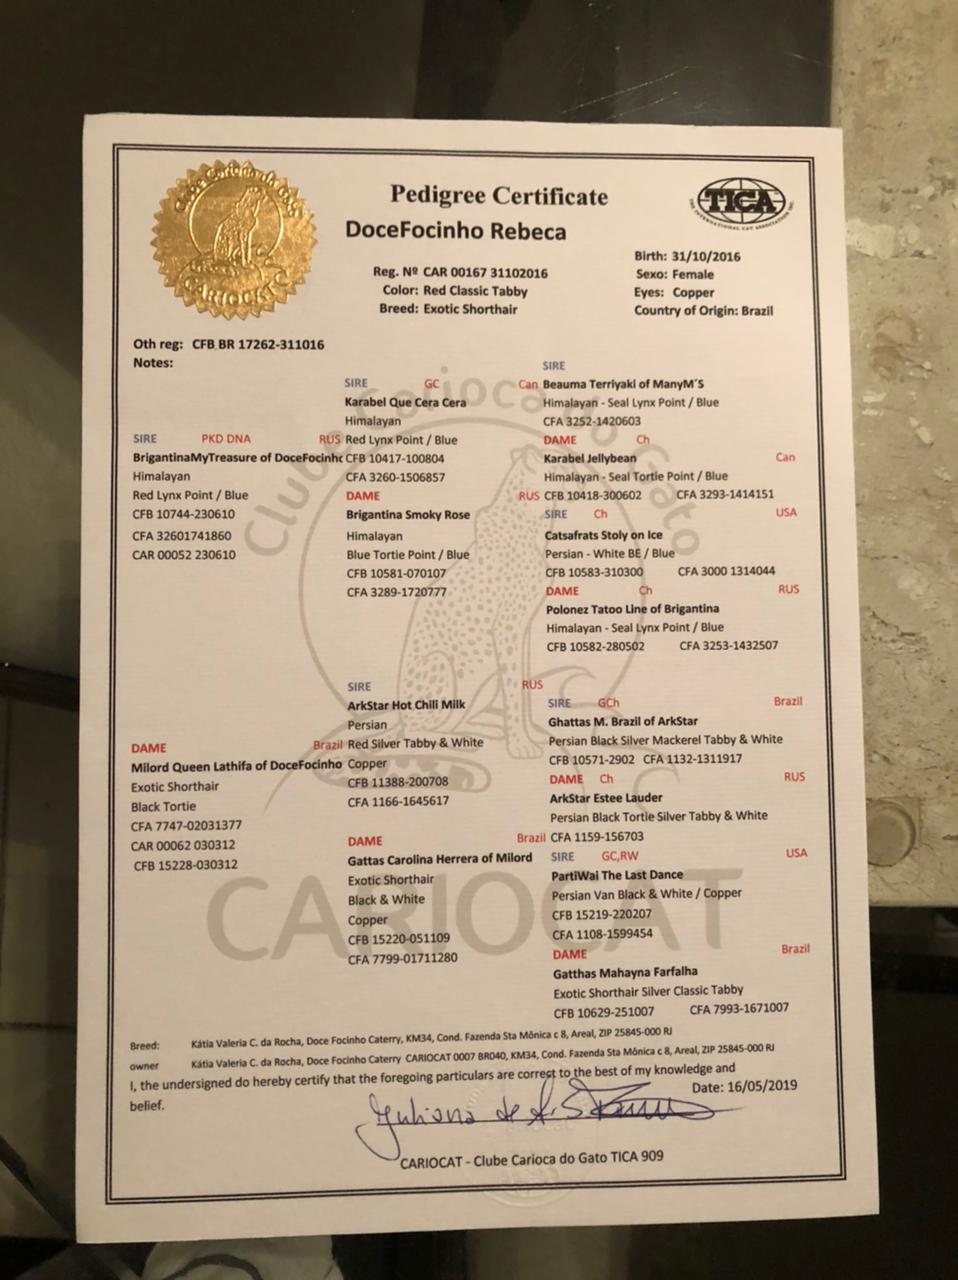 Clube Carioca do Gato
CARIOCAT
Pedigree Certificate
TICA
THE INTERNATIONAL CAT ASSOCIATION INC.
DoceFocinho Rebeca
Reg. Nº CAR 00167 31102016
Color: Red Classic Tabby
Breed: Exotic Shorthair
Birth: 31/10/2016
Sexo: Female
Eyes: Copper
Country of Origin: Brazil
Oth reg: CFB BR 17262-311016
Notes:
SIRE PKD DNA RUS
BrigantinaMyTreasure of DoceFocinho
Himalayan
Red Lynx Point / Blue
CFB 10744-230610
CFA 32601741860
CAR 00052 230610
DAME Brazil
Milord Queen Lathifa of DoceFocinho
Exotic Shorthair
Black Tortie
CFA 7747-02031377
CAR 00062 030312
CFB 15228-030312
SIRE GC Can
Karabel Que Cera Cera
Himalayan
Red Lynx Point / Blue
CFB 10417-100804
CFA 3260-1506857
DAME RUS
Brigantina Smoky Rose
Himalayan
Blue Tortie Point / Blue
CFB 10581-070107
CFA 3289-1720777
SIRE RUS
ArkStar Hot Chili Milk
Persian
Red Silver Tabby & White
Copper
CFB 11388-200708
CFA 1166-1645617
DAME Brazil
Gattas Carolina Herrera of Milord
Exotic Shorthair
Black & White
Copper
CFB 15220-051109
CFA 7799-01711280
SIRE
Beauma Terriyaki of ManyM´S
Himalayan - Seal Lynx Point / Blue
CFA 3252-1420603
DAME Ch
Karabel Jellybean Can
Himalayan - Seal Tortie Point / Blue
CFB 10418-300602 CFA 3293-1414151
SIRE Ch USA
Catsafrats Stoly on Ice
Persian - White BE / Blue
CFB 10583-310300 CFA 3000 1314044
DAME Ch RUS
Polonez Tatoo Line of Brigantina
Himalayan - Seal Lynx Point / Blue
CFB 10582-280502 CFA 3253-1432507
SIRE GCh Brazil
Ghattas M. Brazil of ArkStar
Persian Black Silver Mackerel Tabby & White
CFB 10571-2902 CFA 1132-1311917
DAME Ch RUS
ArkStar Estee Lauder
Persian Black Tortie Silver Tabby & White
CFA 1159-156703
SIRE GC,RW USA
PartiWai The Last Dance
Persian Van Black & White / Copper
CFB 15219-220207
CFA 1108-1599454
DAME Brazil
Gatthas Mahayna Farfalha
Exotic Shorthair Silver Classic Tabby
CFB 10629-251007 CFA 7993-1671007
Clube Carioca do Gato
CARIOCAT
Breed: Kátia Valeria C. da Rocha, Doce Focinho Caterry, KM34, Cond. Fazenda Sta Mônica c 8, Areal, ZIP 25845-000 RJ
owner Kátia Valeria C. da Rocha, Doce Focinho Caterry CARIOCAT 0007 BR040, KM34, Cond. Fazenda Sta Mônica c 8, Areal, ZIP 25845-000 RJ
I, the undersigned do hereby certify that the foregoing particulars are correct to the best of my knowledge and
belief.
Date: 16/05/2019
Juliana de A. S.
CARIOCAT - Clube Carioca do Gato TICA 909